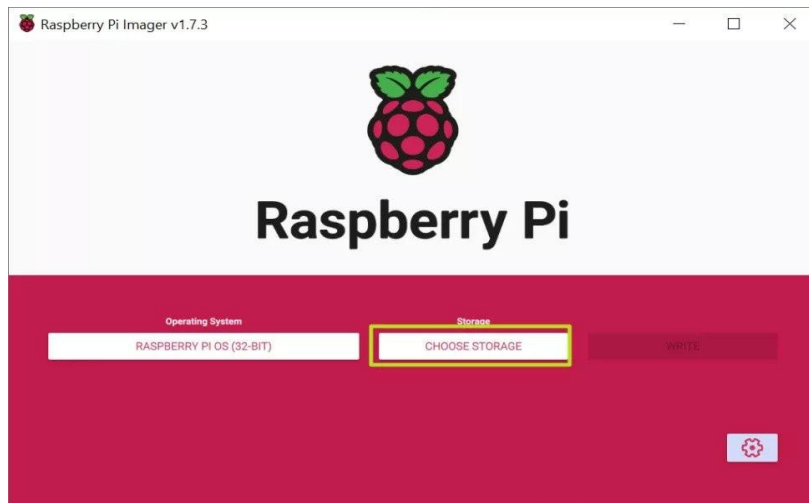 Raspberry Pi Imager v1.7.3
Raspberry Pi
Operating System
Storage
RASPBERRY PI OS (32-BIT)
CHOOSE STORAGE
WRITE